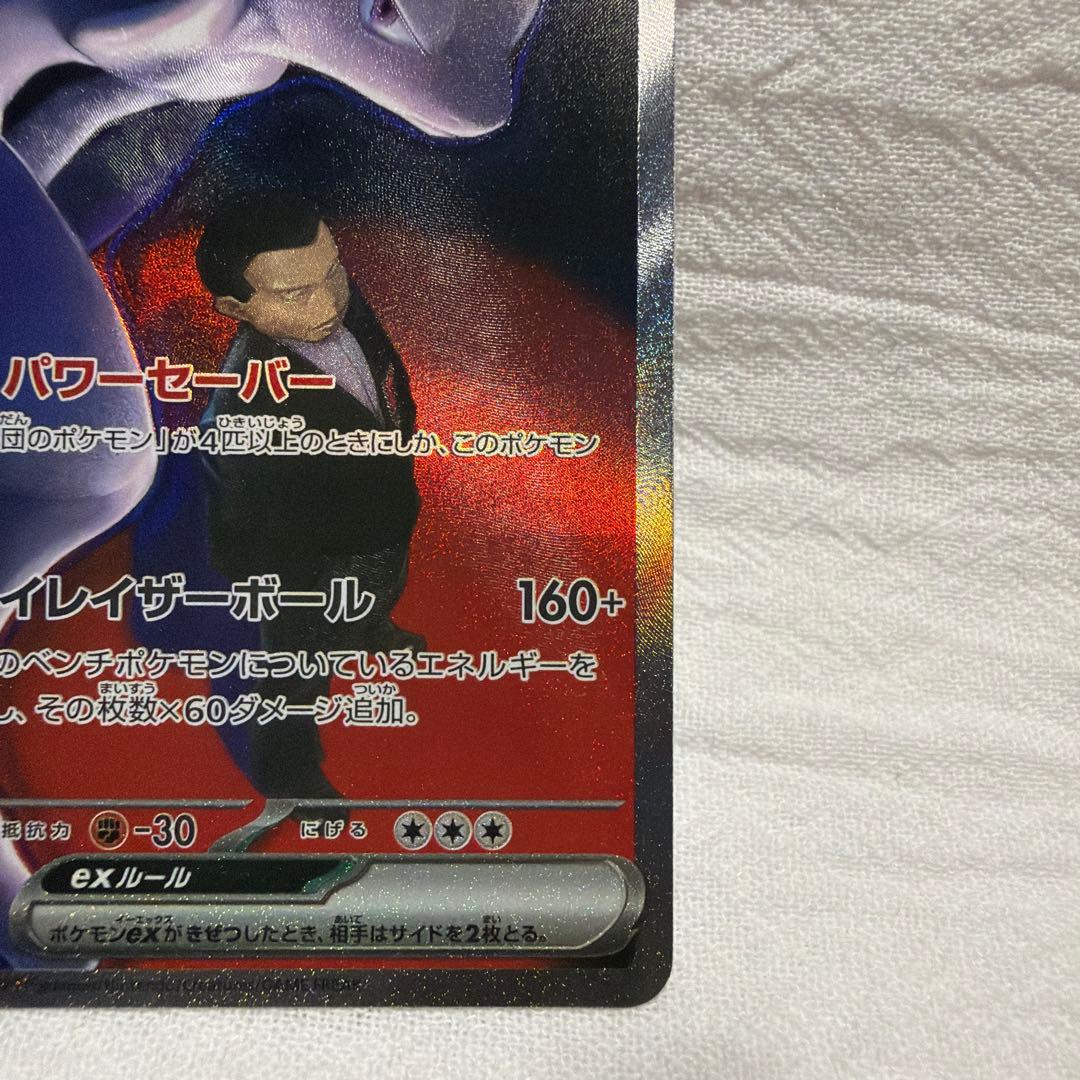 パワーセーバー
団のポケモン」が4匹以上のときにしか、このポケモン
イレイザーボール 160+
のベンチポケモンについているエネルギーを
し、その枚数×60ダメージ追加。
抵抗力 -30 にげる
exルール
ポケモンexがきぜつしたとき、相手はサイドを2枚とる。
Nintendo/Creatures/GAME FREAK